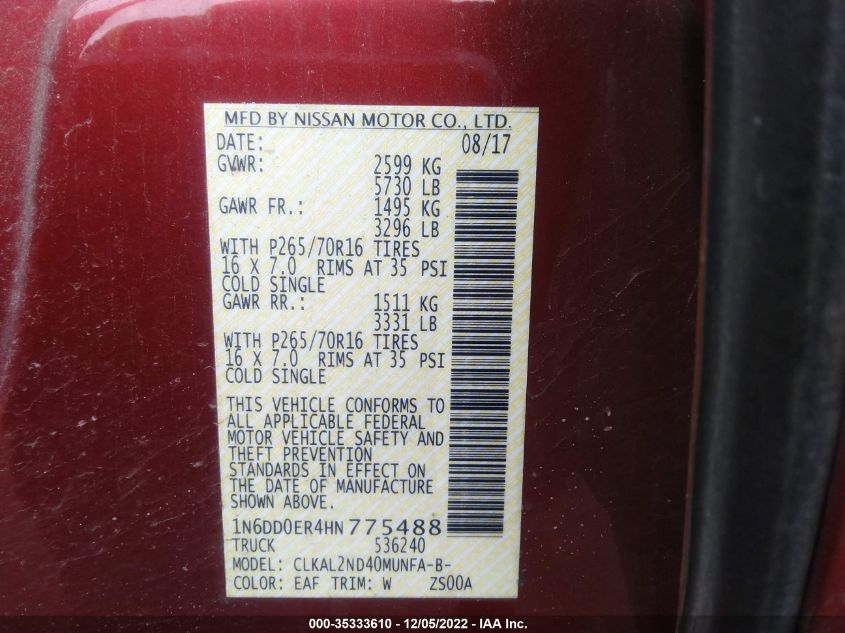 MFD BY NISSAN MOTOR CO., LTD.
DATE: 08/17
GVWR: 2599 KG
5730 LB
GAWR FR.: 1495 KG
3296 LB
WITH P265/70R16 TIRES
16 X 7.0 RIMS AT 35 PSI
COLD SINGLE
GAWR RR.: 1511 KG
3331 LB
WITH P265/70R16 TIRES
16 X 7.0 RIMS AT 35 PSI
COLD SINGLE
THIS VEHICLE CONFORMS TO
ALL APPLICABLE FEDERAL
MOTOR VEHICLE SAFETY AND
THEFT PREVENTION
STANDARDS IN EFFECT ON
THE DATE OF MANUFACTURE
SHOWN ABOVE.
1N6DD0ER4HN775488
TRUCK 536240
MODEL: CLKAL2ND40MUNFA-B-
COLOR: EAF TRIM: W ZS00A
000-35333610 - 12/05/2022 - IAA Inc.